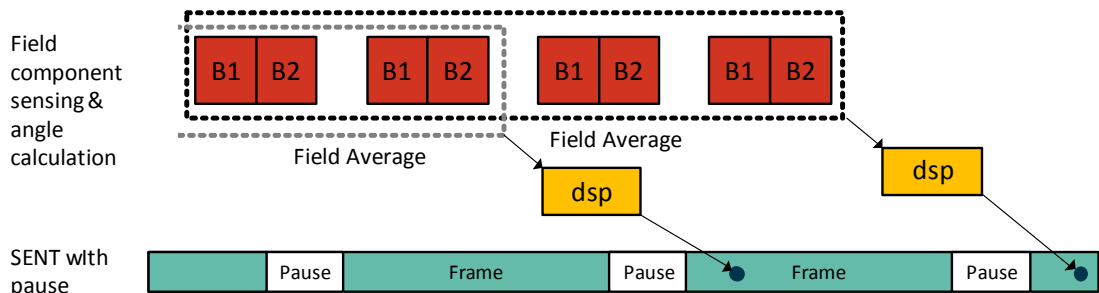 Field
component
sensing &
angle
calculation
B1 B2 B1 B2 B1 B2 B1 B2
Field Average
Field Average
dsp
dsp
SENT with
pause
Pause Frame Pause Frame Pause